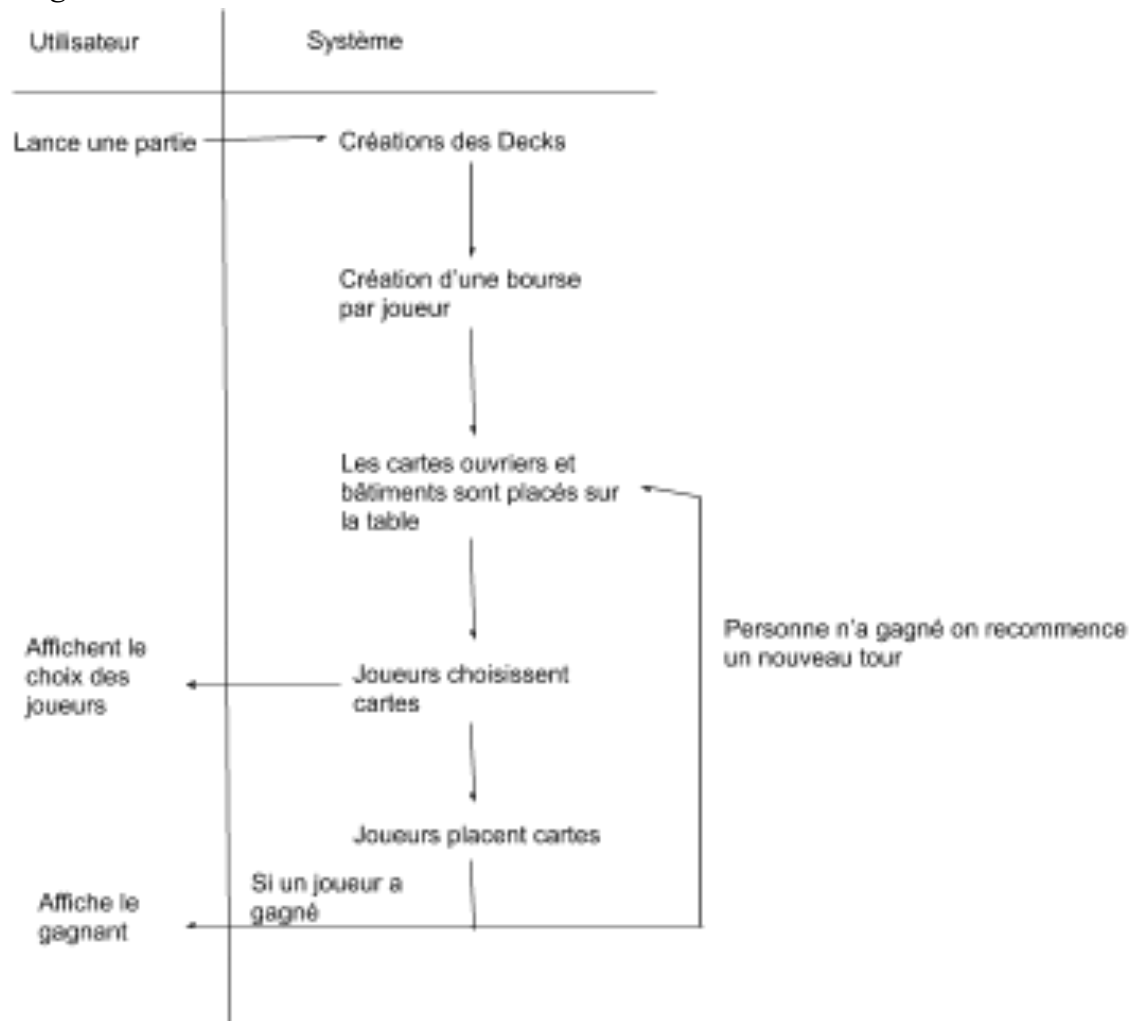 Utilisateur
Système
Lance une partie
Créations des Decks
Création d'une bourse
par joueur
Les cartes ouvriers et
bâtiments sont placés sur
la table
Personne n'a gagné on recommence
un nouveau tour
Affichent le
choix des
joueurs
Joueurs choisissent
cartes
Joueurs placent cartes
Si un joueur a
gagné
Affiche le
gagnant